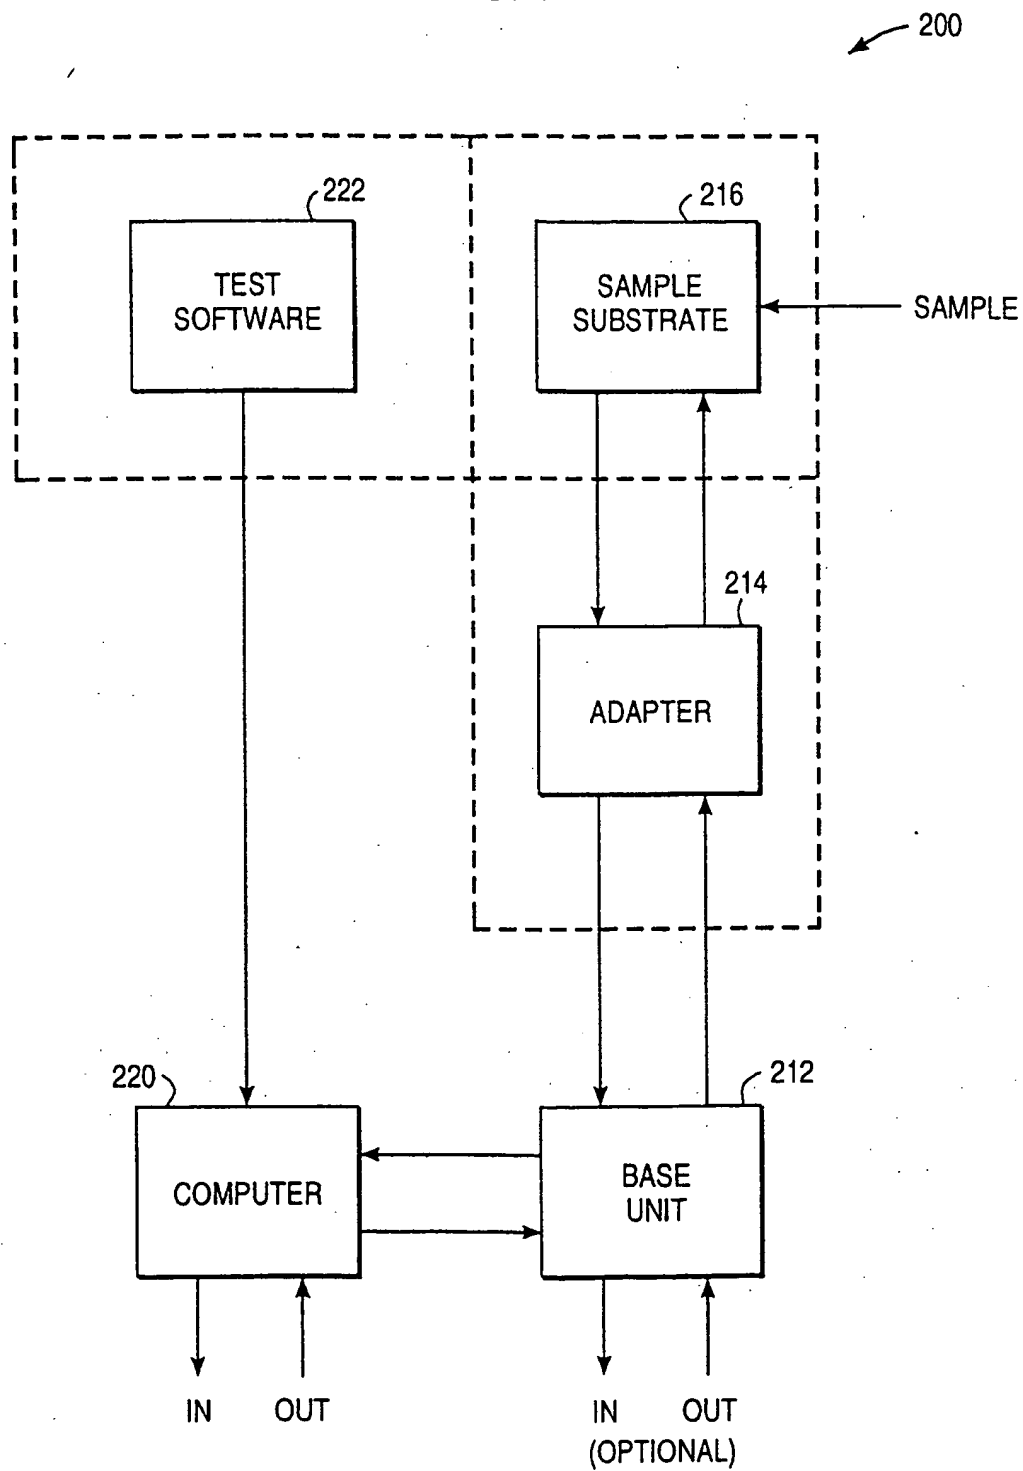 200
222
216
TEST
SOFTWARE
SAMPLE
SUBSTRATE
SAMPLE
214
ADAPTER
220
212
COMPUTER
BASE
UNIT
IN
OUT
IN
OUT
(OPTIONAL)